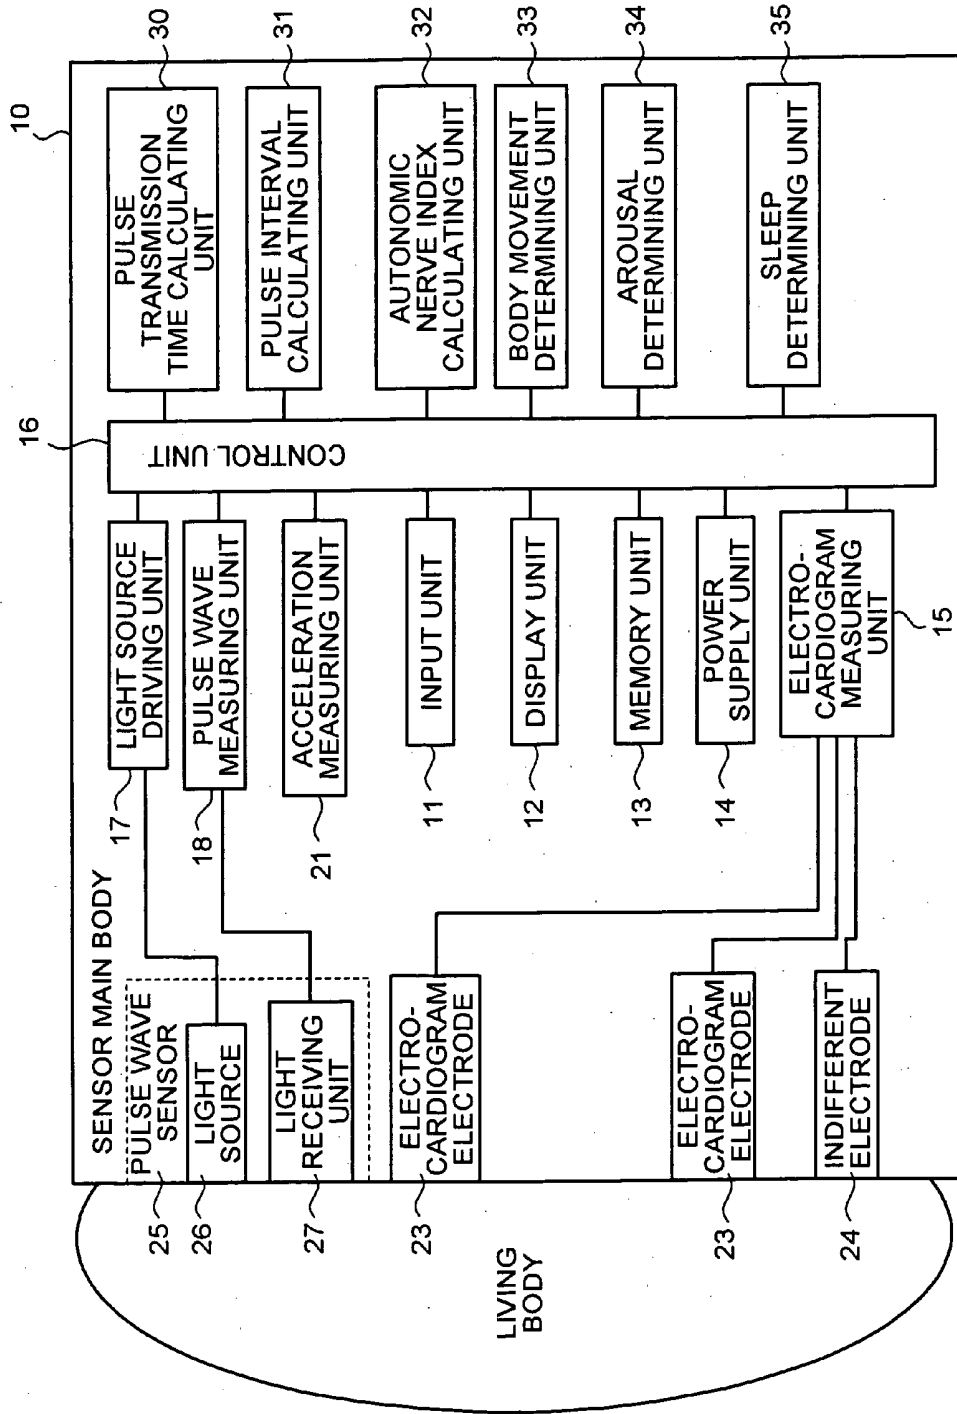 10
SENSOR MAIN BODY
LIVING
BODY
PULSE WAVE
SENSOR
25
LIGHT
SOURCE
26
LIGHT
RECEIVING
UNIT
27
ELECTRO-
CARDIOGRAM
ELECTRODE
23
ELECTRO-
CARDIOGRAM
ELECTRODE
23
INDIFFERENT
ELECTRODE
24
LIGHT SOURCE
DRIVING UNIT
17
PULSE WAVE
MEASURING UNIT
18
ACCELERATION
MEASURING UNIT
21
INPUT UNIT
11
DISPLAY UNIT
12
MEMORY UNIT
13
POWER
SUPPLY UNIT
14
ELECTRO-
CARDIOGRAM
MEASURING
UNIT
15
CONTROL UNIT
16
PULSE
TRANSMISSION
TIME CALCULATING
UNIT
30
PULSE INTERVAL
CALCULATING UNIT
31
AUTONOMIC
NERVE INDEX
CALCULATING UNIT
32
BODY MOVEMENT
DETERMINING UNIT
33
AROUSAL
DETERMINING UNIT
34
SLEEP
DETERMINING UNIT
35